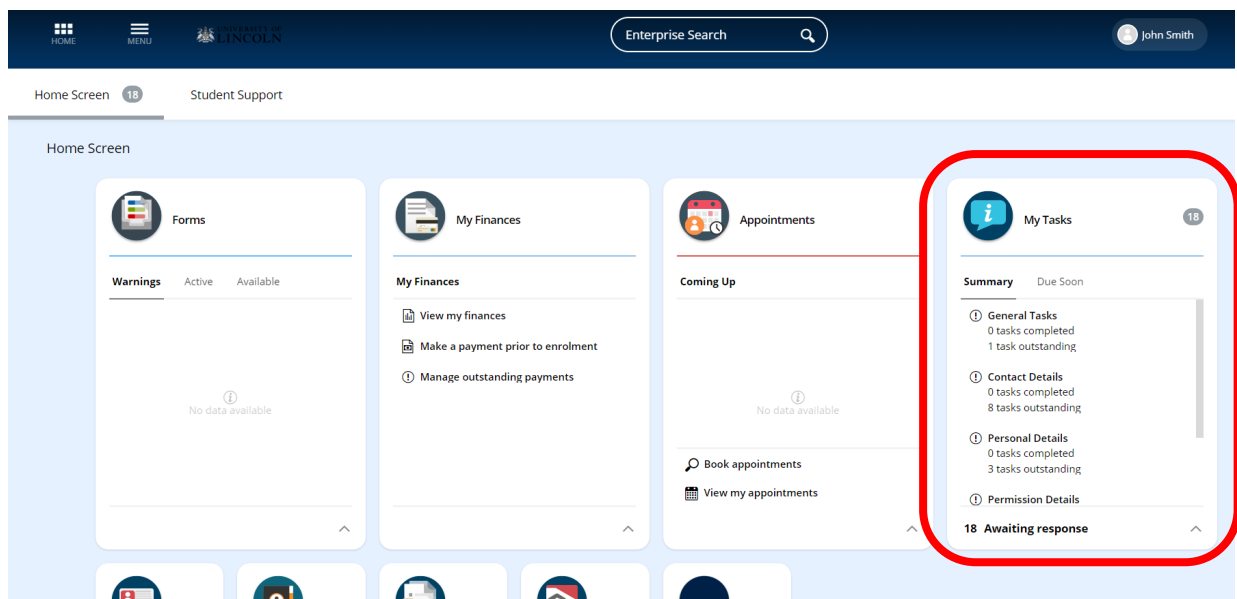 HOME
MENU
UNIVERSITY OF
LINCOLN
Enterprise Search
John Smith
Home Screen 18
Student Support
Home Screen
Forms
Warnings Active Available
No data available
My Finances
My Finances
View my finances
Make a payment prior to enrolment
Manage outstanding payments
Appointments
Coming Up
No data available
Book appointments
View my appointments
My Tasks 18
Summary Due Soon
General Tasks
0 tasks completed
1 task outstanding
Contact Details
0 tasks completed
8 tasks outstanding
Personal Details
0 tasks completed
3 tasks outstanding
Permission Details
18 Awaiting response